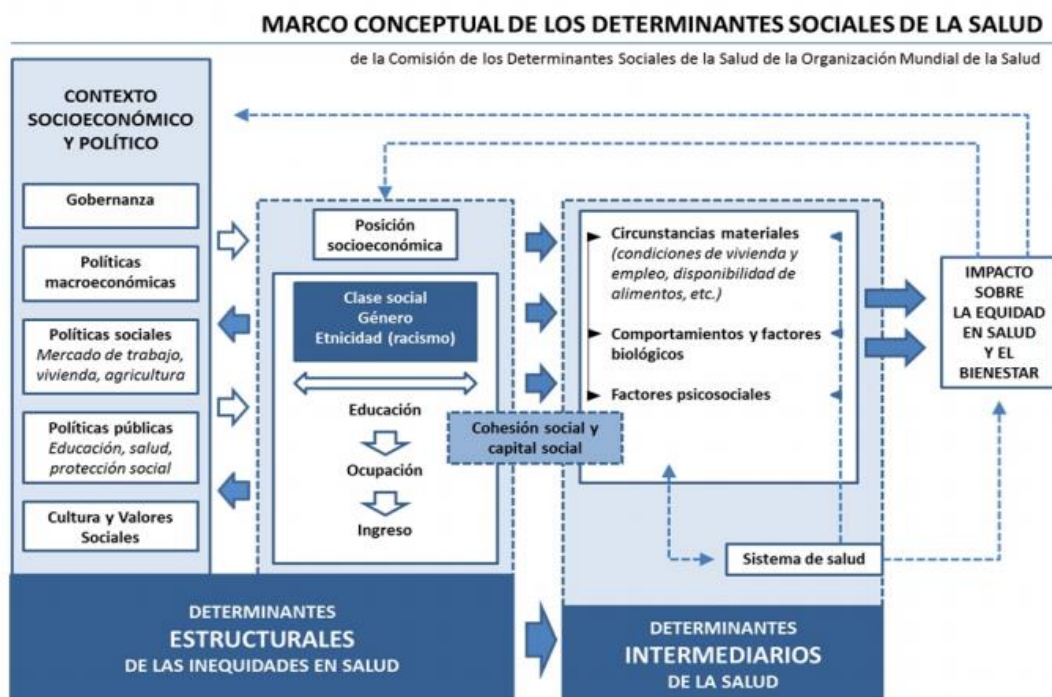 MARCO CONCEPTUAL DE LOS DETERMINANTES SOCIALES DE LA SALUD
de la Comisión de los Determinantes Sociales de la Salud de la Organización Mundial de la Salud
CONTEXTO
SOCIOECONÓMICO
Y POLÍTICO
Gobernanza
Políticas
macroeconómicas
Políticas sociales
Mercado de trabajo,
vivienda, agricultura
Políticas públicas
Educación, salud,
protección social
Cultura y Valores
Sociales
Posición
socioeconómica
Clase social
Género
Etnicidad (racismo)
Educación
Ocupación
Ingreso
Cohesión social y
capital social
Circunstancias materiales
(condiciones de vivienda y
empleo, disponibilidad de
alimentos, etc.)
Comportamientos y factores
biológicos
Factores psicosociales
Sistema de salud
IMPACTO
SOBRE
LA EQUIDAD
EN SALUD
Y EL
BIENESTAR
DETERMINANTES
ESTRUCTURALES
DE LAS INEQUIDADES EN SALUD
DETERMINANTES
INTERMEDIARIOS
DE LA SALUD